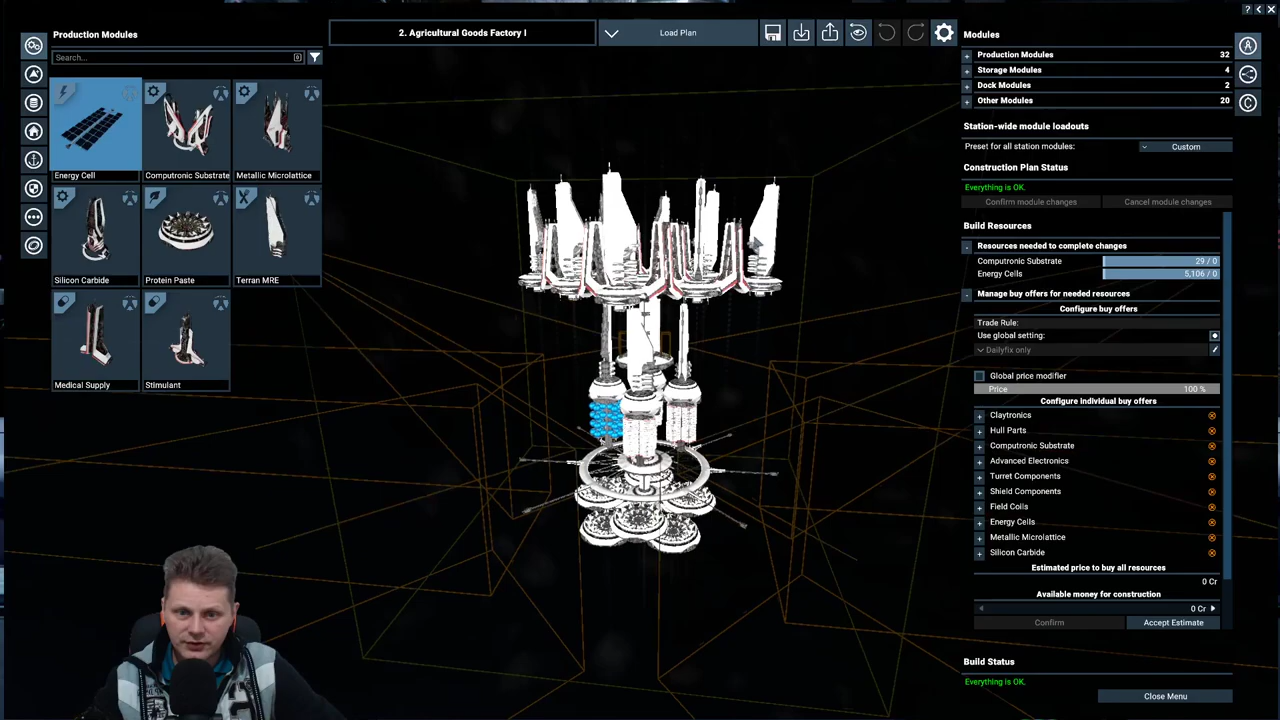 Production Modules
Search...
Energy Cell
Computronic Substrate
Metallic Microlattice
Silicon Carbide
Protein Paste
Terran MRE
Medical Supply
Stimulant
2. Agricultural Goods Factory I
Load Plan
Modules
Production Modules 32
Storage Modules 4
Dock Modules 2
Other Modules 20
Station-wide module loadouts
Preset for all station modules: Custom
Construction Plan Status
Everything is OK.
Confirm module changes Cancel module changes
Build Resources
Resources needed to complete changes
Computronic Substrate 29 / 0
Energy Cells 5,106 / 0
Manage buy offers for needed resources
Configure buy offers
Trade Rule:
Use global setting:
Dailyfix only
Global price modifier
Price 100 %
Configure individual buy offers
Claytronics
Hull Parts
Computronic Substrate
Advanced Electronics
Turret Components
Shield Components
Field Coils
Energy Cells
Metallic Microlattice
Silicon Carbide
Estimated price to buy all resources
0 Cr
Available money for construction
0 Cr
Confirm Accept Estimate
Build Status
Everything is OK.
Close Menu